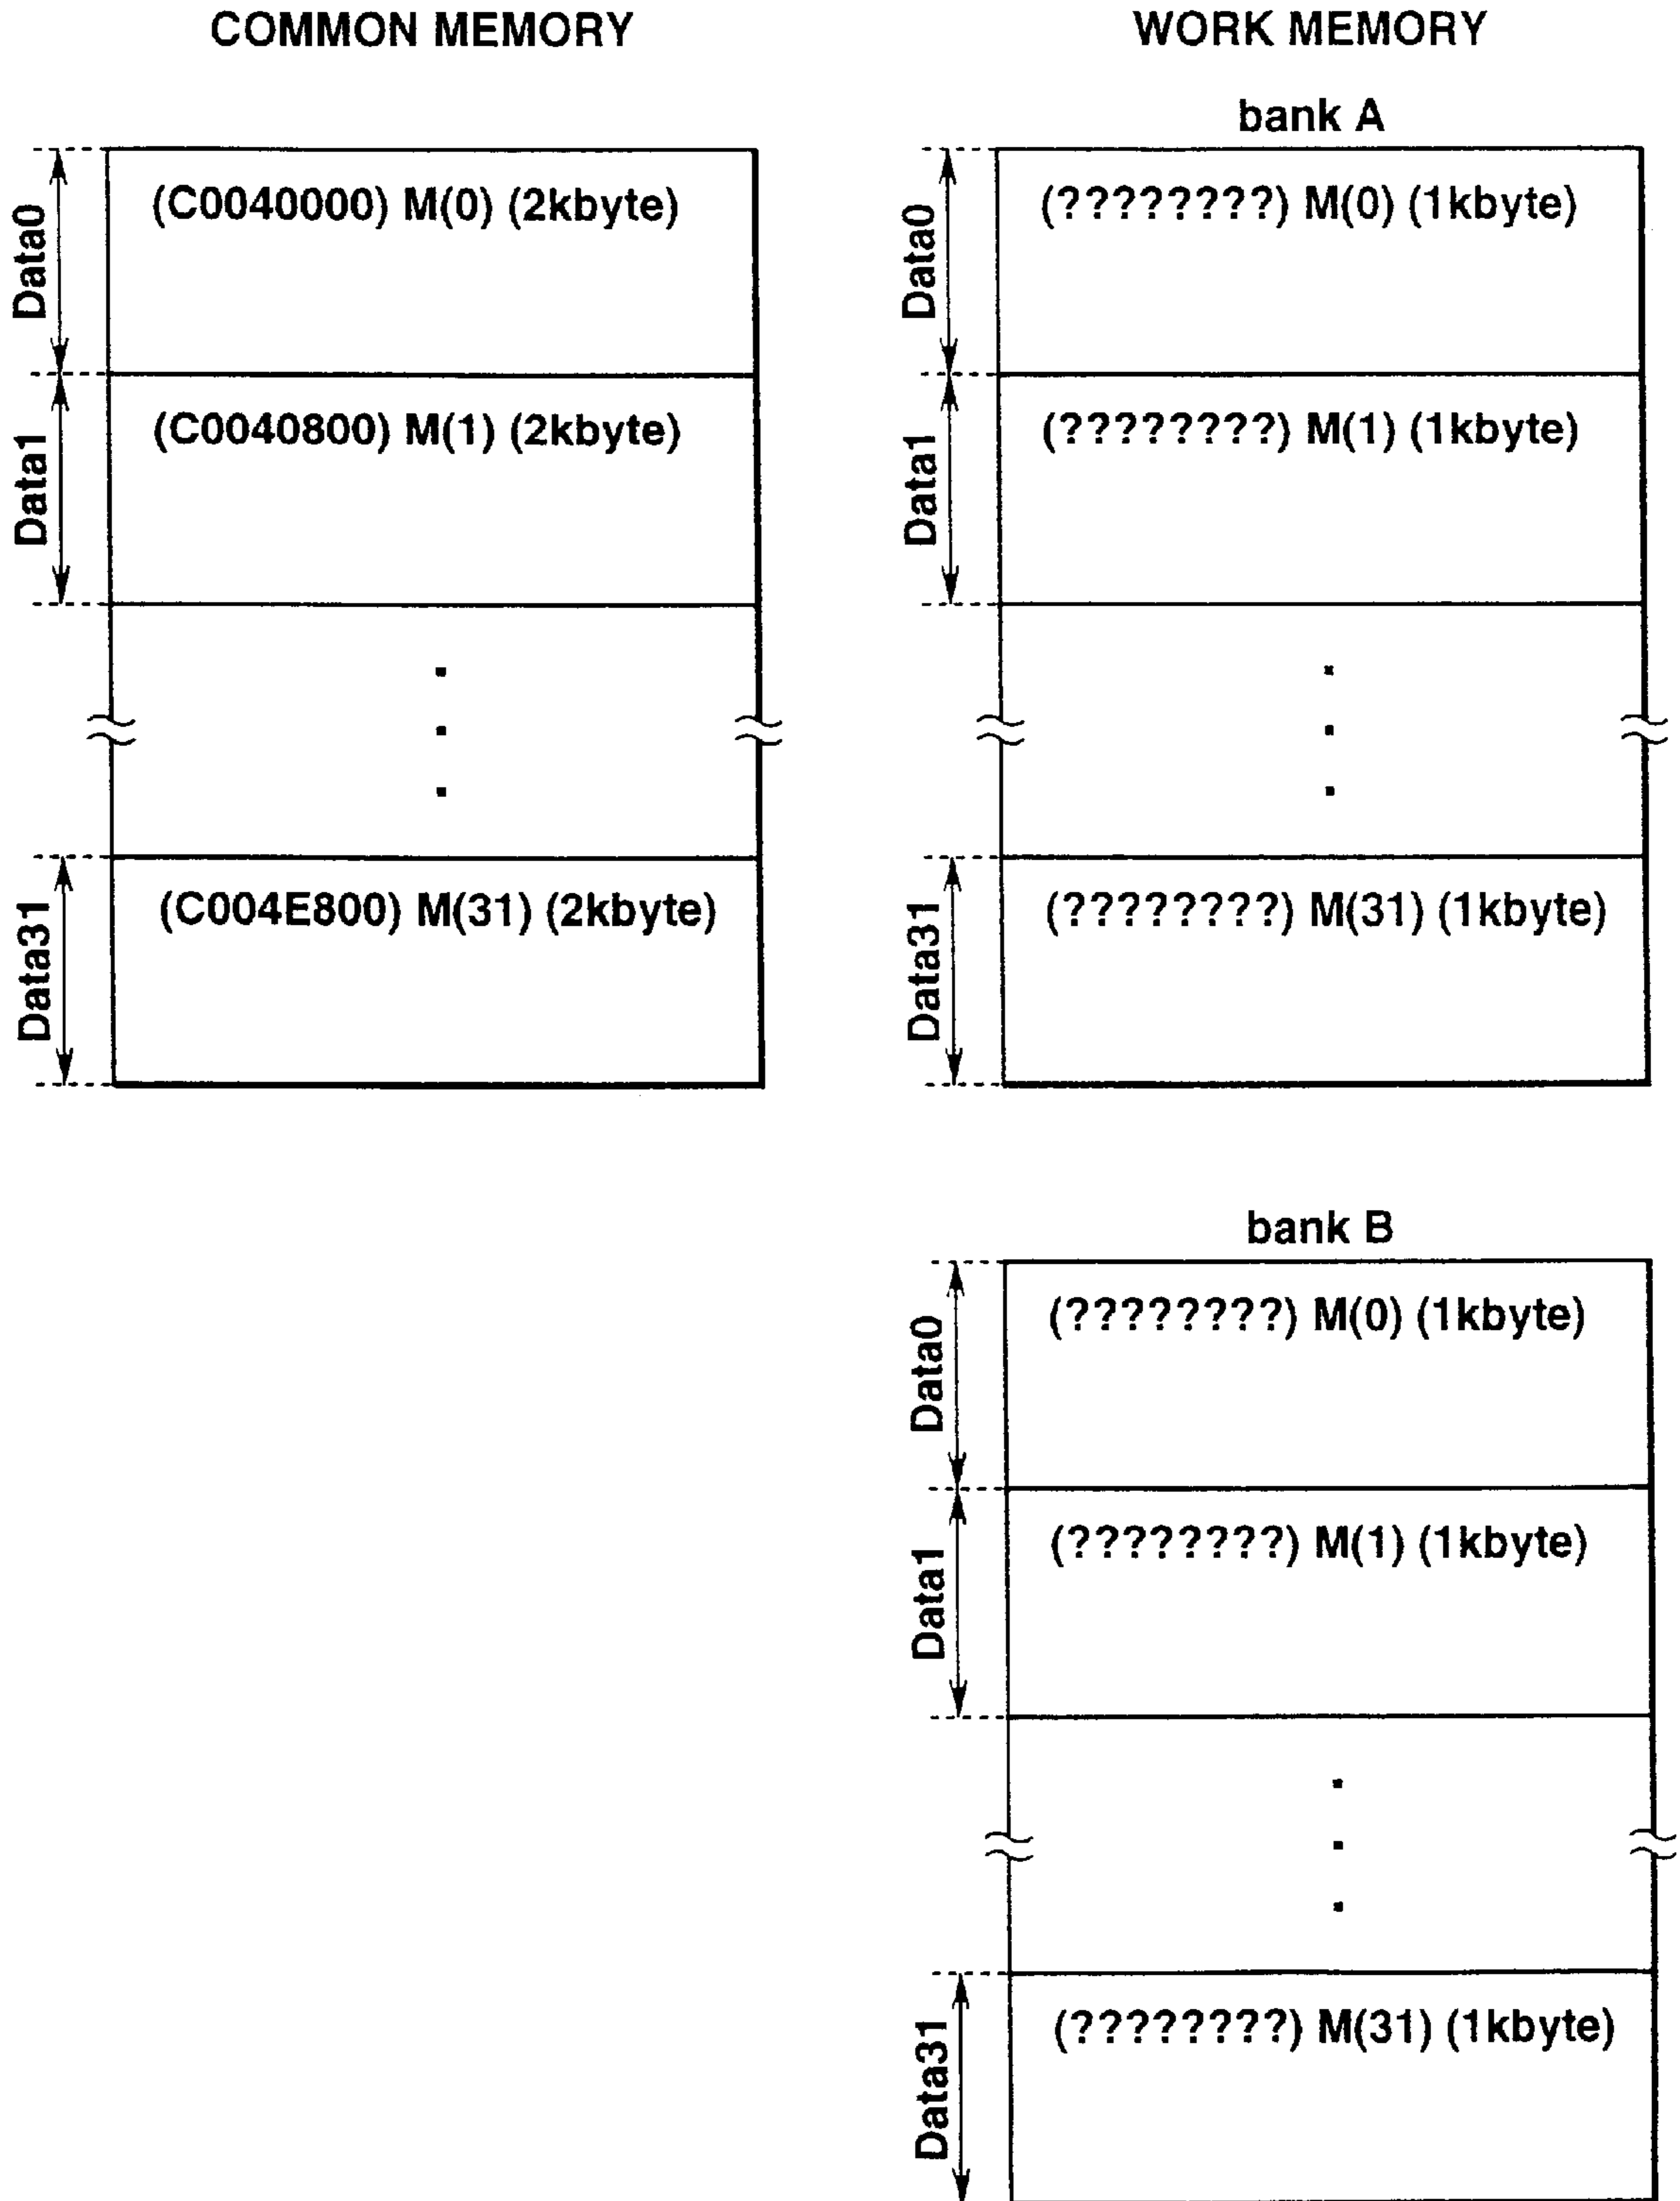 COMMON MEMORY
Data0
(C0040000) M(0) (2kbyte)
Data1
(C0040800) M(1) (2kbyte)
Data31
(C004E800) M(31) (2kbyte)
WORK MEMORY
bank A
Data0
(????????) M(0) (1kbyte)
Data1
(????????) M(1) (1kbyte)
Data31
(????????) M(31) (1kbyte)
bank B
Data0
(????????) M(0) (1kbyte)
Data1
(????????) M(1) (1kbyte)
Data31
(????????) M(31) (1kbyte)